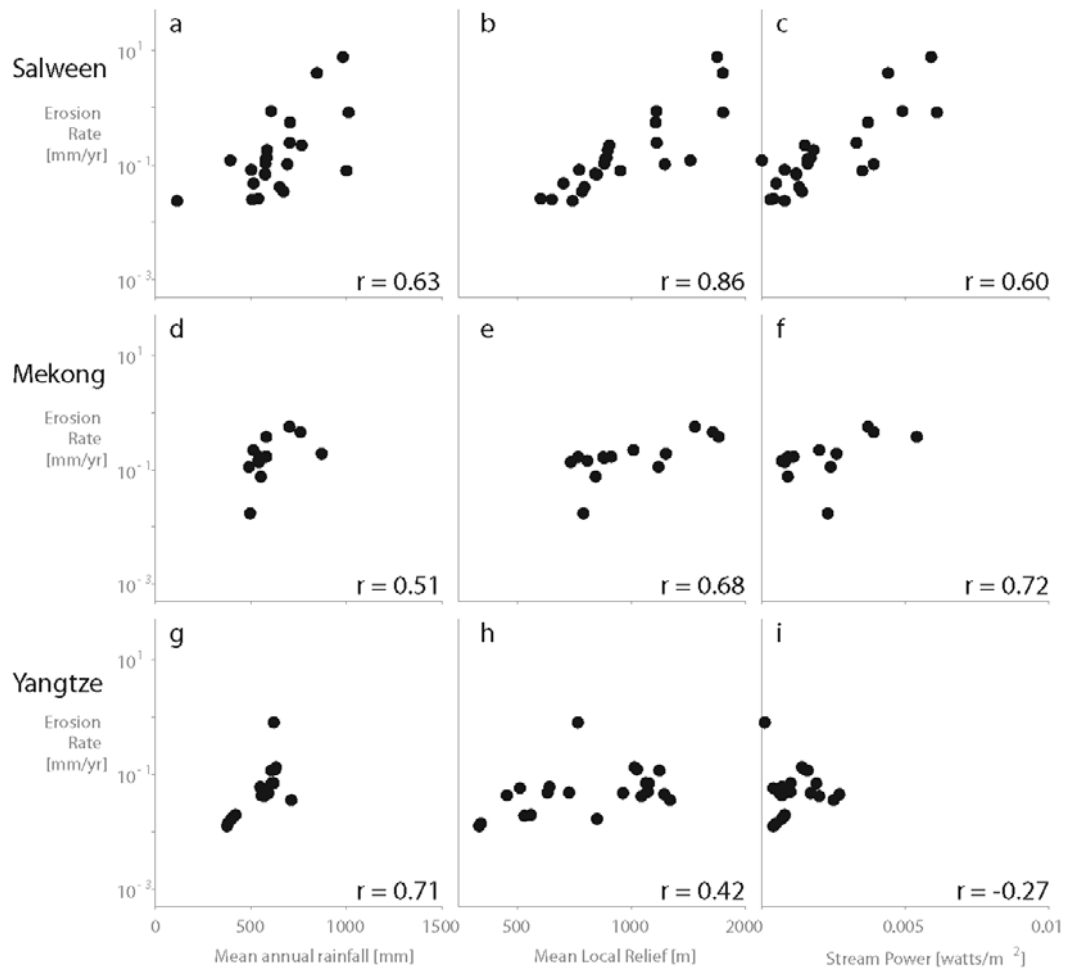 a b c
Salween
Erosion
Rate
[mm/yr]
10¹
10⁻¹
10⁻³
r = 0.63 r = 0.86 r = 0.60
d e f
Mekong
Erosion
Rate
[mm/yr]
10¹
10⁻¹
10⁻³
r = 0.51 r = 0.68 r = 0.72
g h i
Yangtze
Erosion
Rate
[mm/yr]
10¹
10⁻¹
10⁻³
r = 0.71 r = 0.42 r = -0.27
0 500 1000 1500 500 1000 2000 0.005 0.01
Mean annual rainfall [mm] Mean Local Relief [m] Stream Power [watts/m ²]